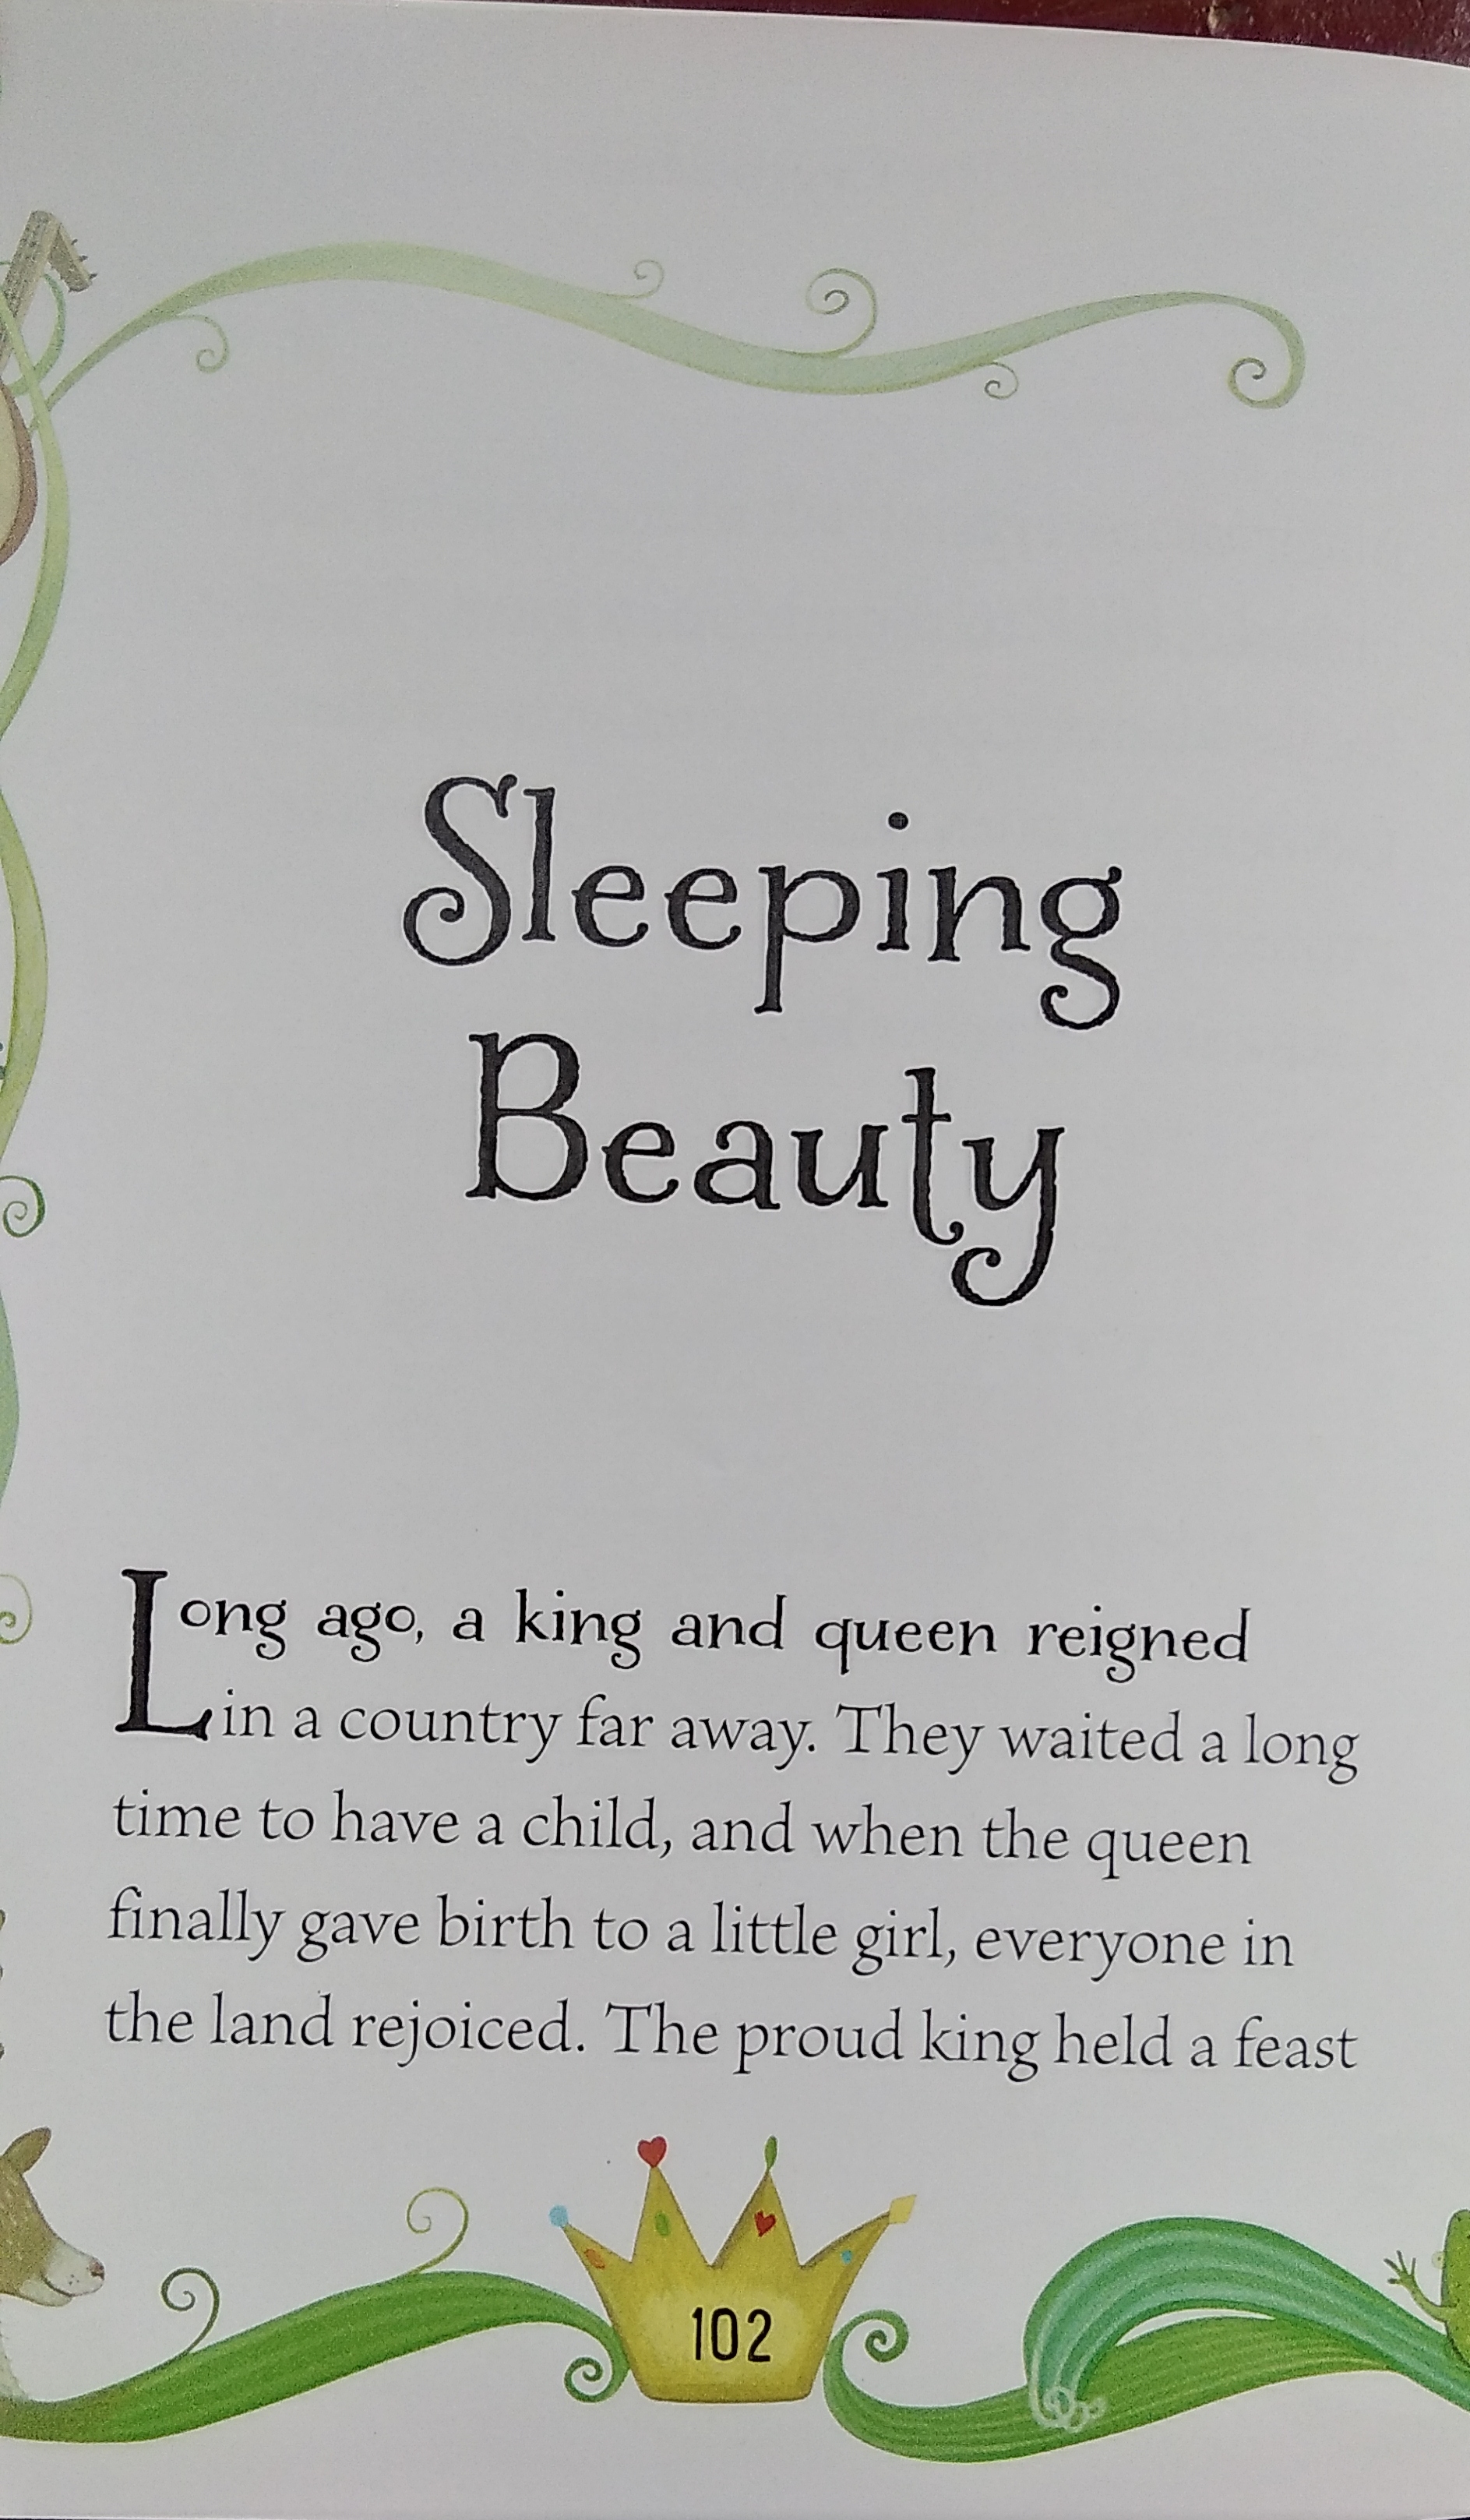 Sleeping
Beauty
Long ago, a king and queen reigned
in a country far away. They waited a long
time to have a child, and when the queen
finally gave birth to a little girl, everyone in
the land rejoiced. The proud king held a feast
102